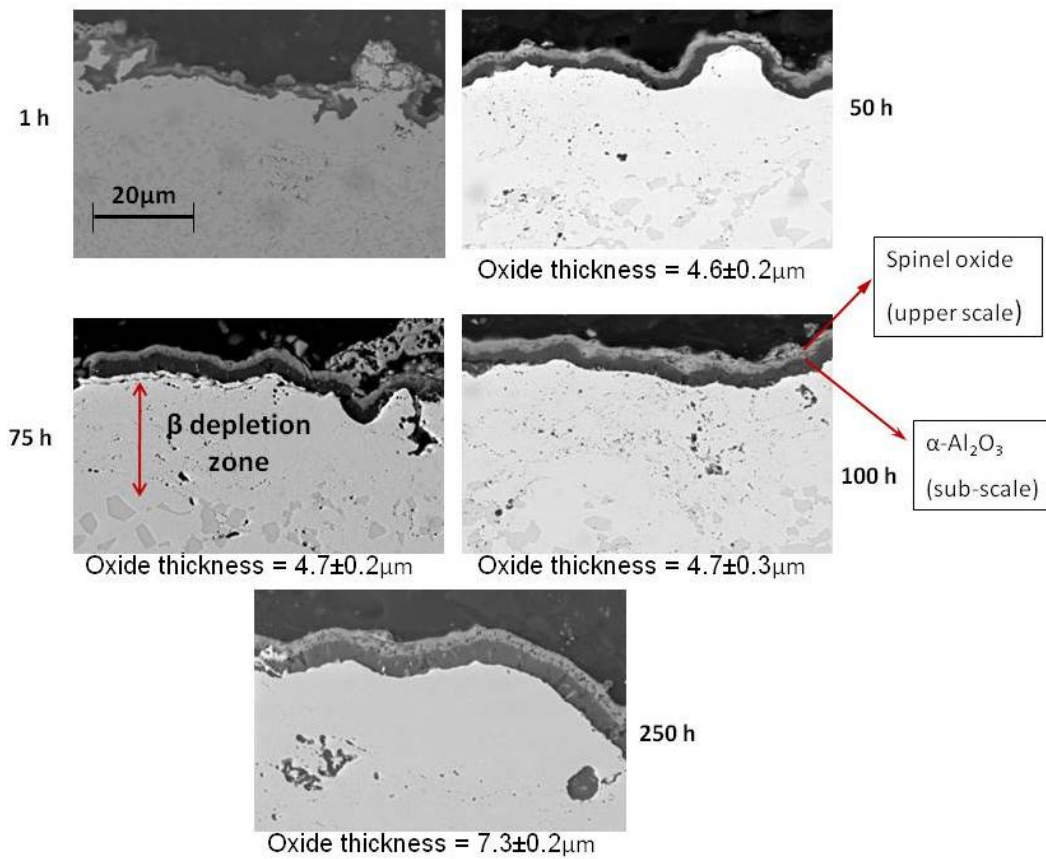 1 h
20μm
50 h
Oxide thickness = 4.6±0.2μm
Spinel oxide
(upper scale)
75 h
β depletion
zone
100 h
α-Al₂O₃
(sub-scale)
Oxide thickness = 4.7±0.2μm
Oxide thickness = 4.7±0.3μm
250 h
Oxide thickness = 7.3±0.2μm